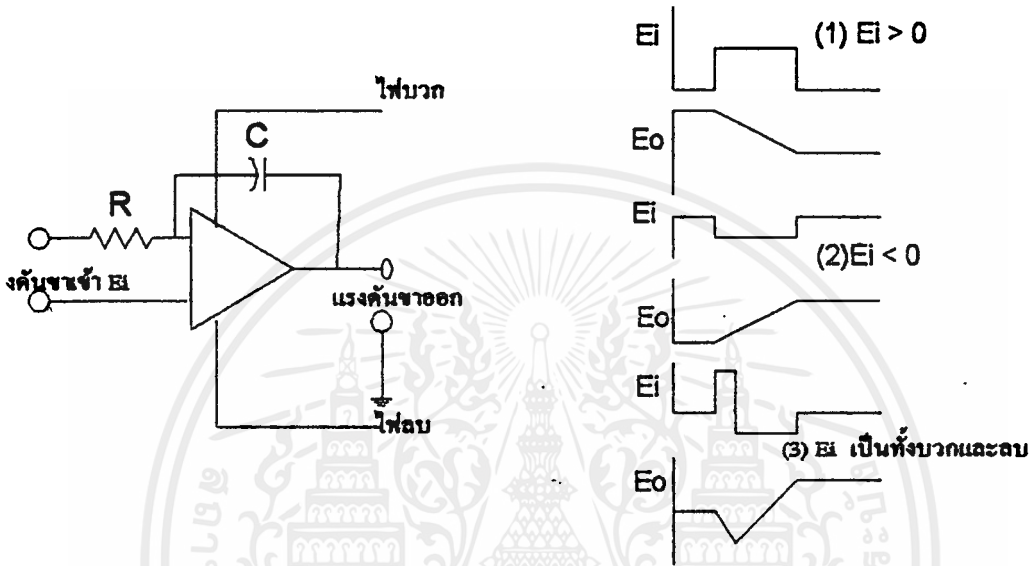 ไฟบวก
C
R
งดันขาเข้า Ei
แรงดันขาออก
ไฟลบ
Ei
(1) Ei > 0
Eo
Ei
(2)Ei < 0
Eo
Ei
(3) Ei เป็นทั้งบวกและลบ
Eo